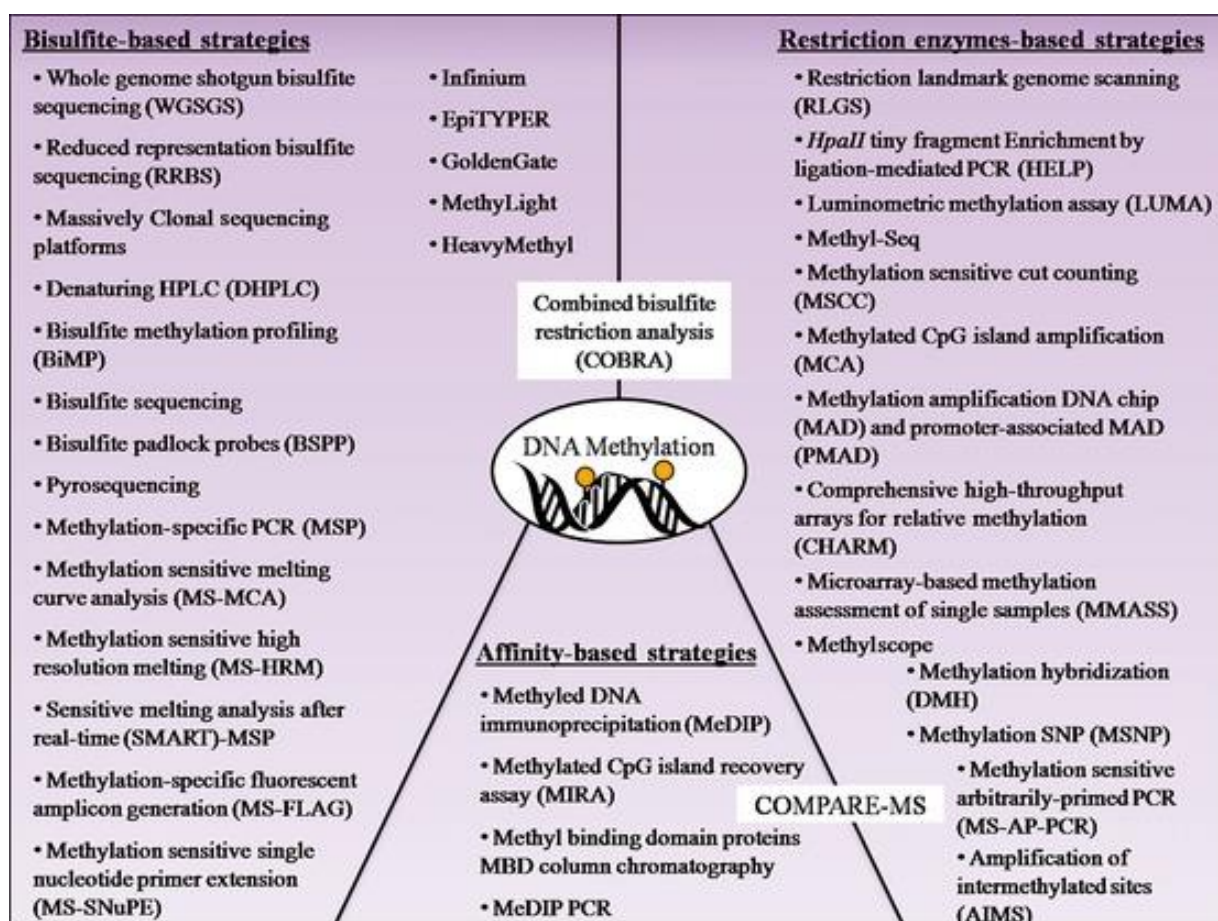 Bisulfite-based strategies
• Whole genome shotgun bisulfite
sequencing (WGSGS)
• Reduced representation bisulfite
sequencing (RRBS)
• Massively Clonal sequencing
platforms
• Denaturing HPLC (DHPLC)
• Bisulfite methylation profiling
(BiMP)
• Bisulfite sequencing
• Bisulfite padlock probes (BSPP)
• Pyrosequencing
• Methylation-specific PCR (MSP)
• Methylation sensitive melting
curve analysis (MS-MCA)
• Methylation sensitive high
resolution melting (MS-HRM)
• Sensitive melting analysis after
real-time (SMART)-MSP
• Methylation-specific fluorescent
amplicon generation (MS-FLAG)
• Methylation sensitive single
nucleotide primer extension
(MS-SNuPE)
• Infinium
• EpiTYPER
• GoldenGate
• MethyLight
• HeavyMethyl
Combined bisulfite
restriction analysis
(COBRA)
DNA Methylation
Affinity-based strategies
• Methyled DNA
immunoprecipitation (MeDIP)
• Methylated CpG island recovery
assay (MIRA)
• Methyl binding domain proteins
MBD column chromatography
• MeDIP PCR
COMPARE-MS
Restriction enzymes-based strategies
• Restriction landmark genome scanning
(RLGS)
• HpaII tiny fragment Enrichment by
ligation-mediated PCR (HELP)
• Luminometric methylation assay (LUMA)
• Methyl-Seq
• Methylation sensitive cut counting
(MSCC)
• Methylated CpG island amplification
(MCA)
• Methylation amplification DNA chip
(MAD) and promoter-associated MAD
(PMAD)
• Comprehensive high-throughput
arrays for relative methylation
(CHARM)
• Microarray-based methylation
assessment of single samples (MMASS)
• Methylscope
• Methylation hybridization
(DMH)
• Methylation SNP (MSNP)
• Methylation sensitive
arbitrarily-primed PCR
(MS-AP-PCR)
• Amplification of
intermethylated sites
(AIMS)